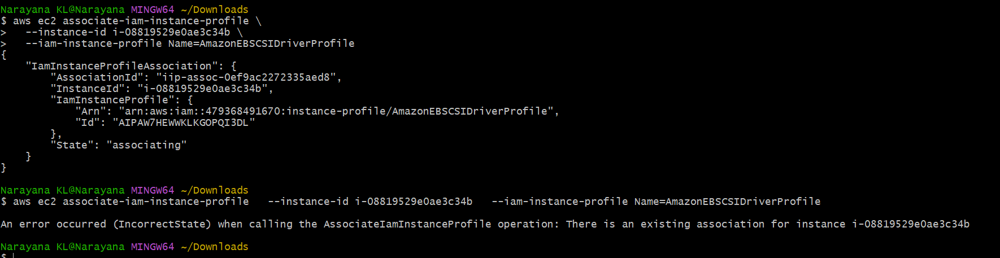 Narayana KL@Narayana MINGW64 ~/Downloads
$ aws ec2 associate-iam-instance-profile \
>   --instance-id i-08819529e0ae3c34b \
>   --iam-instance-profile Name=AmazonEBSCSIDriverProfile
{
    "IamInstanceProfileAssociation": {
        "AssociationId": "iip-assoc-0ef9ac2272335aed8",
        "InstanceId": "i-08819529e0ae3c34b",
        "IamInstanceProfile": {
            "Arn": "arn:aws:iam::479368491670:instance-profile/AmazonEBSCSIDriverProfile",
            "Id": "AIPAW7HEWWKLKGOPQI3DL"
        },
        "State": "associating"
    }
}
Narayana KL@Narayana MINGW64 ~/Downloads
$ aws ec2 associate-iam-instance-profile   --instance-id i-08819529e0ae3c34b   --iam-instance-profile Name=AmazonEBSCSIDriverProfile
An error occurred (IncorrectState) when calling the AssociateIamInstanceProfile operation: There is an existing association for instance i-08819529e0ae3c34b
Narayana KL@Narayana MINGW64 ~/Downloads
$